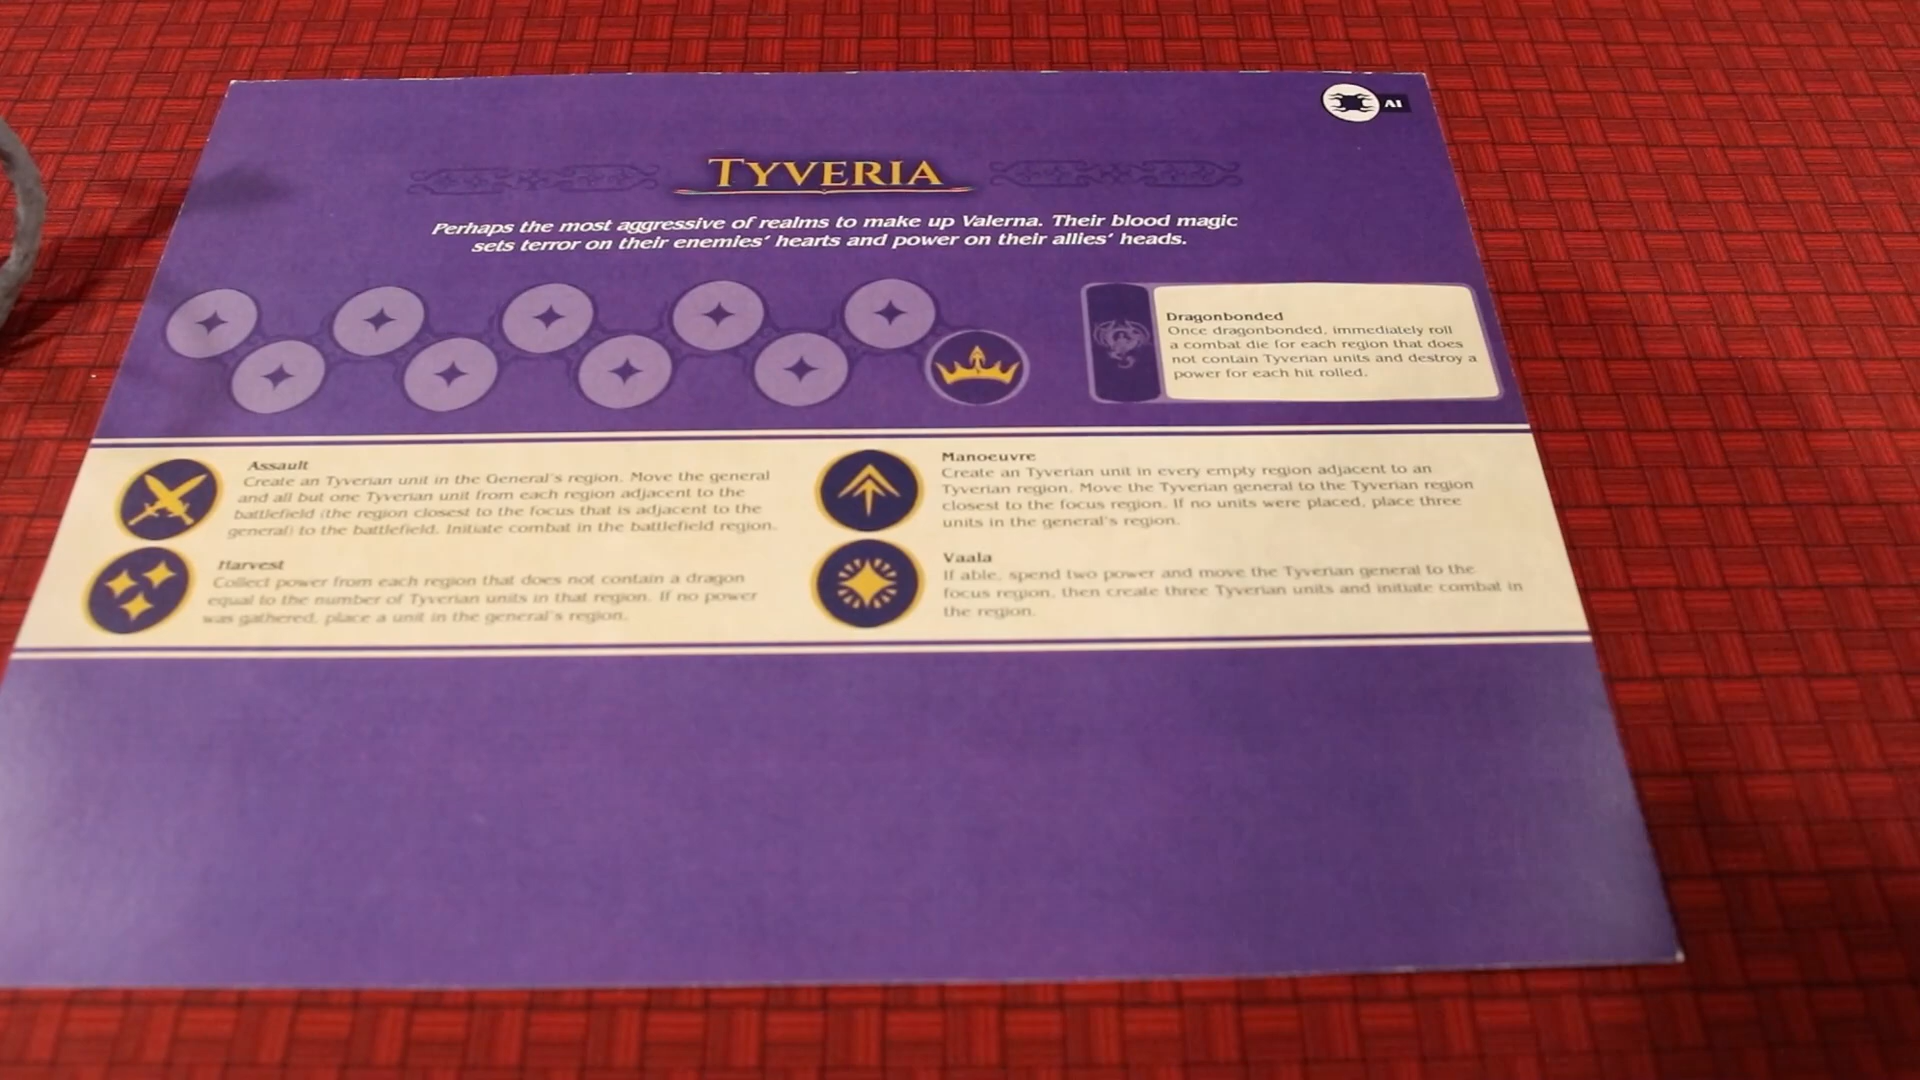 AI
TYVERIA
Perhaps the most aggressive of realms to make up Valerna. Their blood magic
sets terror on their enemies' hearts and power on their allies' heads.
Dragonbonded
Once dragonbonded, immediately roll
a combat die for each region that does
not contain Tyverian units and destroy a
power for each hit rolled.
Assault
Create an Tyverian unit in the General's region. Move the general
and all but one Tyverian unit from each region adjacent to the
battlefield (the region closest to the focus that is adjacent to the
general) to the battlefield. Initiate combat in the battlefield region.
Harvest
Collect power from each region that does not contain a dragon
equal to the number of Tyverian units in that region. If no power
was gathered, place a unit in the general's region.
Manoeuvre
Create an Tyverian unit in every empty region adjacent to an
Tyverian region. Move the Tyverian general to the Tyverian region
closest to the focus region. If no units were placed, place three
units in the general's region.
Vaala
If able, spend two power and move the Tyverian general to the
focus region, then create three Tyverian units and initiate combat in
the region.